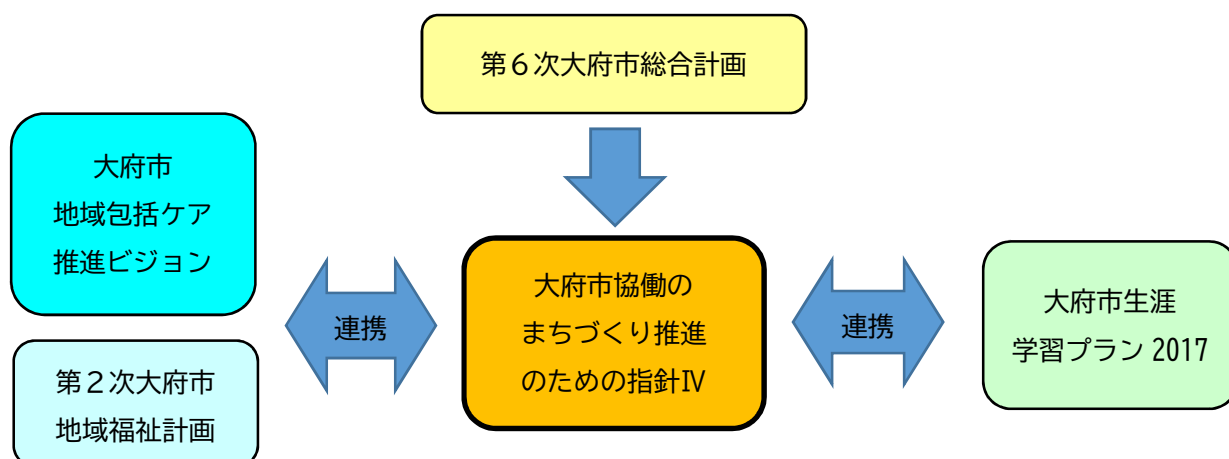 第６次大府市総合計画
大府市
地域包括ケア
推進ビジョン
連携
大府市協働の
まちづくり推進
のための指針Ⅳ
連携
大府市生涯
学習プラン 2017
第２次大府市
地域福祉計画